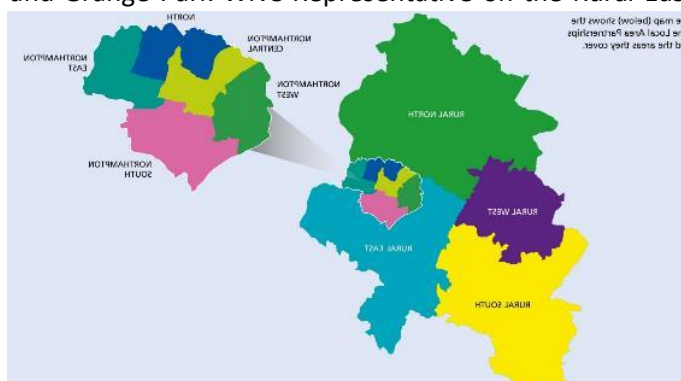 and Grange Park Representative on the Rural East
map (below) shows the
Local Area Partnerships
the areas they cover.
NORTH
NORTHAMPTON
CENTRAL
NORTHAMPTON
EAST
NORTHAMPTON
WEST
NORTHAMPTON
SOUTH
RURAL NORTH
RURAL WEST
RURAL EAST
RURAL SOUTH